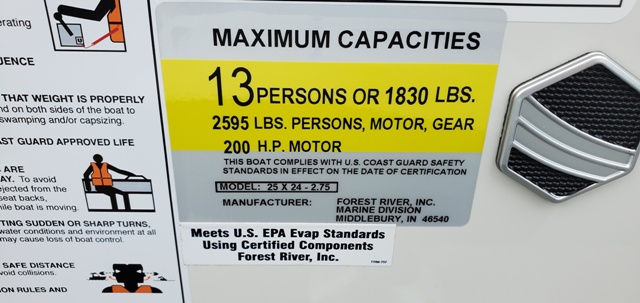 erating
UENCE
THAT WEIGHT IS PROPERLY
nd on both sides of the boat to
swamping and/or capsizing.
AST GUARD APPROVED LIFE
S ARE
AY. To avoid
ejected from the
seat backs,
while boat is moving.
TING SUDDEN OR SHARP TURNS,
water conditions and environment at all
may cause loss of boat control.
SAFE DISTANCE
void collisions.
ON RULES AND
MAXIMUM CAPACITIES
13 PERSONS OR 1830 LBS.
2595 LBS. PERSONS, MOTOR, GEAR
200 H.P. MOTOR
THIS BOAT COMPLIES WITH U.S. COAST GUARD SAFETY
STANDARDS IN EFFECT ON THE DATE OF CERTIFICATION
MODEL: 25 X 24 - 2.75
MANUFACTURER: FOREST RIVER, INC.
MARINE DIVISION
MIDDLEBURY, IN 46540
Meets U.S. EPA Evap Standards
Using Certified Components
Forest River, Inc.